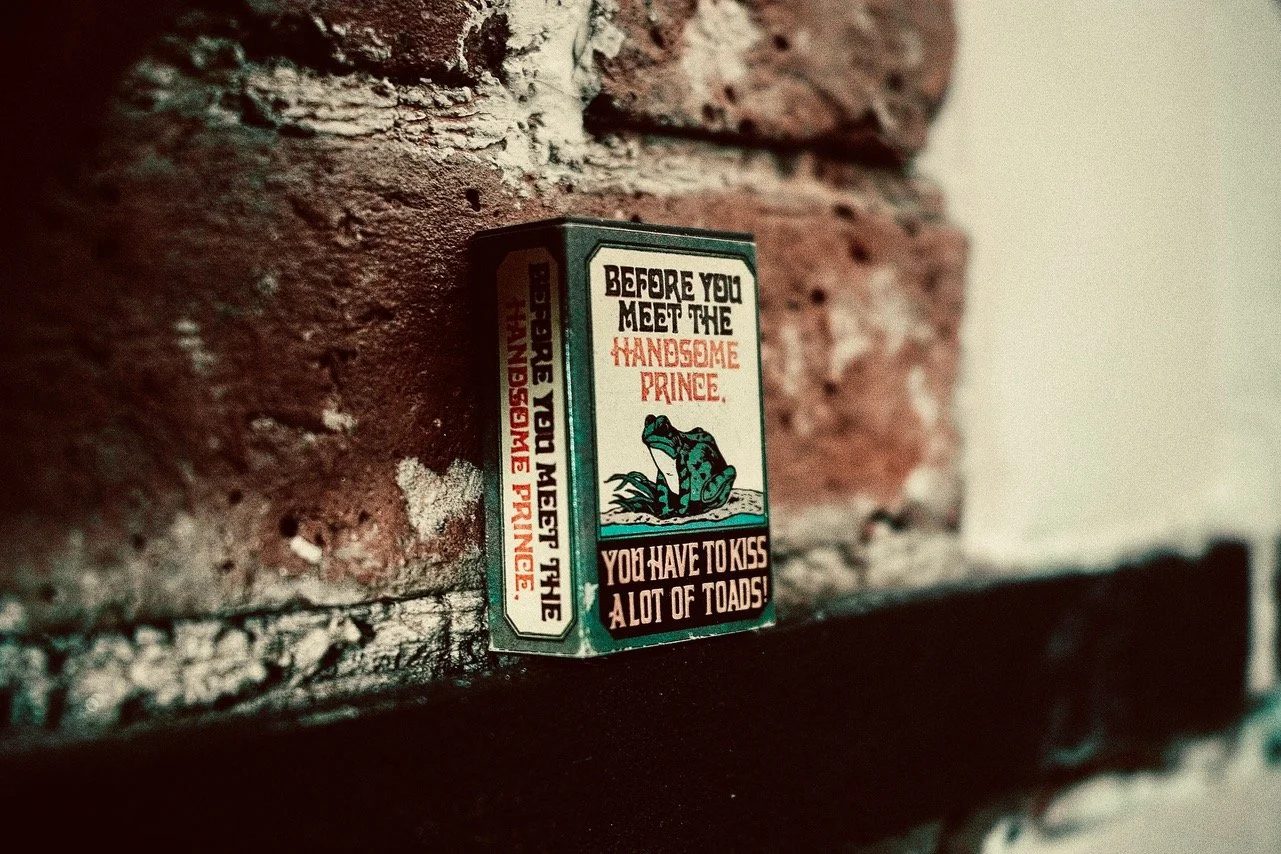 BEFORE YOU
MEET THE
HANDSOME
PRINCE.
YOU HAVE TO KISS
A LOT OF TOADS!
BEFORE YOU MEET THE
HANDSOME PRINCE.